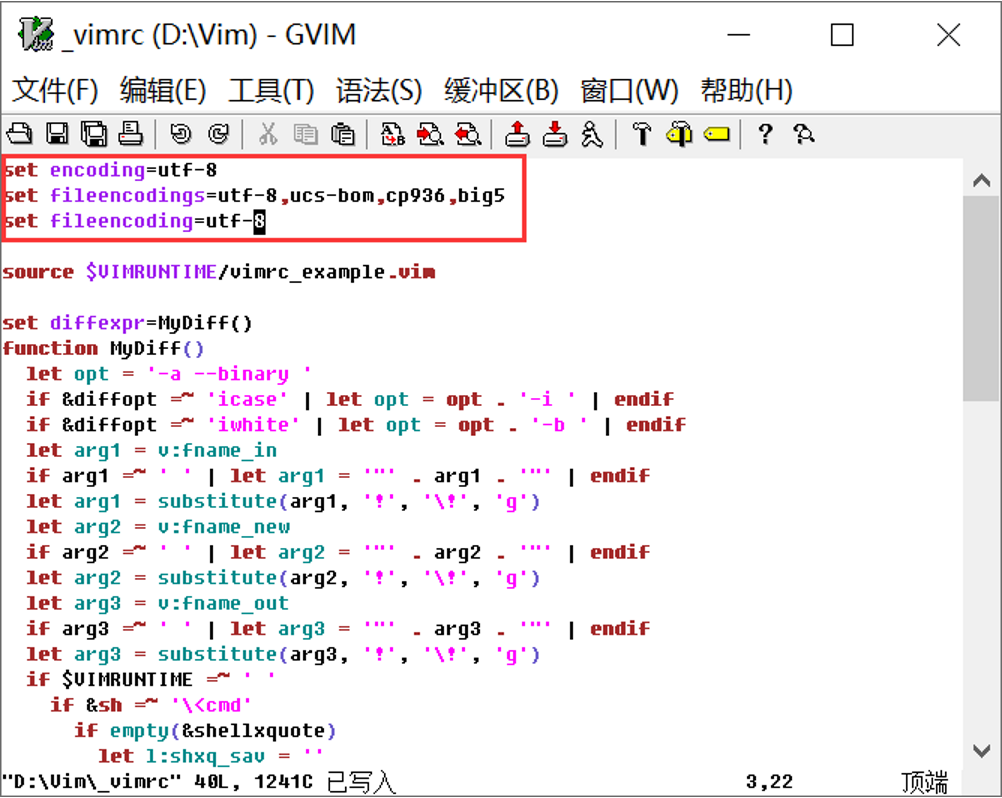 _vimrc (D:\Vim) - GVIM
文件(F) 编辑(E) 工具(T) 语法(S) 缓冲区(B) 窗口(W) 帮助(H)
set encoding=utf-8
set fileencodings=utf-8,ucs-bom,cp936,big5
set fileencoding=utf-8
source $VIMRUNTIME/vimrc_example.vim
set diffexpr=MyDiff()
function MyDiff()
  let opt = '-a --binary '
  if &diffopt =~ 'icase' | let opt = opt . '-i ' | endif
  if &diffopt =~ 'iwhite' | let opt = opt . '-b ' | endif
  let arg1 = v:fname_in
  if arg1 =~ ' ' | let arg1 = '"' . arg1 . '"' | endif
  let arg1 = substitute(arg1, '!', '\!', 'g')
  let arg2 = v:fname_new
  if arg2 =~ ' ' | let arg2 = '"' . arg2 . '"' | endif
  let arg2 = substitute(arg2, '!', '\!', 'g')
  let arg3 = v:fname_out
  if arg3 =~ ' ' | let arg3 = '"' . arg3 . '"' | endif
  let arg3 = substitute(arg3, '!', '\!', 'g')
  if $VIMRUNTIME =~ ' '
    if &sh =~ '\<cmd'
      if empty(&shellxquote)
        let l:shxq_sav = ''
"D:\Vim\_vimrc" 40L, 1241C 已写入 3,22 顶端